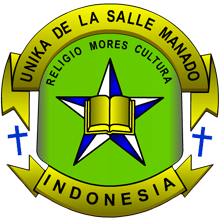 UNIKA DE LA SALLE MANADO
RELIGIO MORES CULTURA
INDONESIA